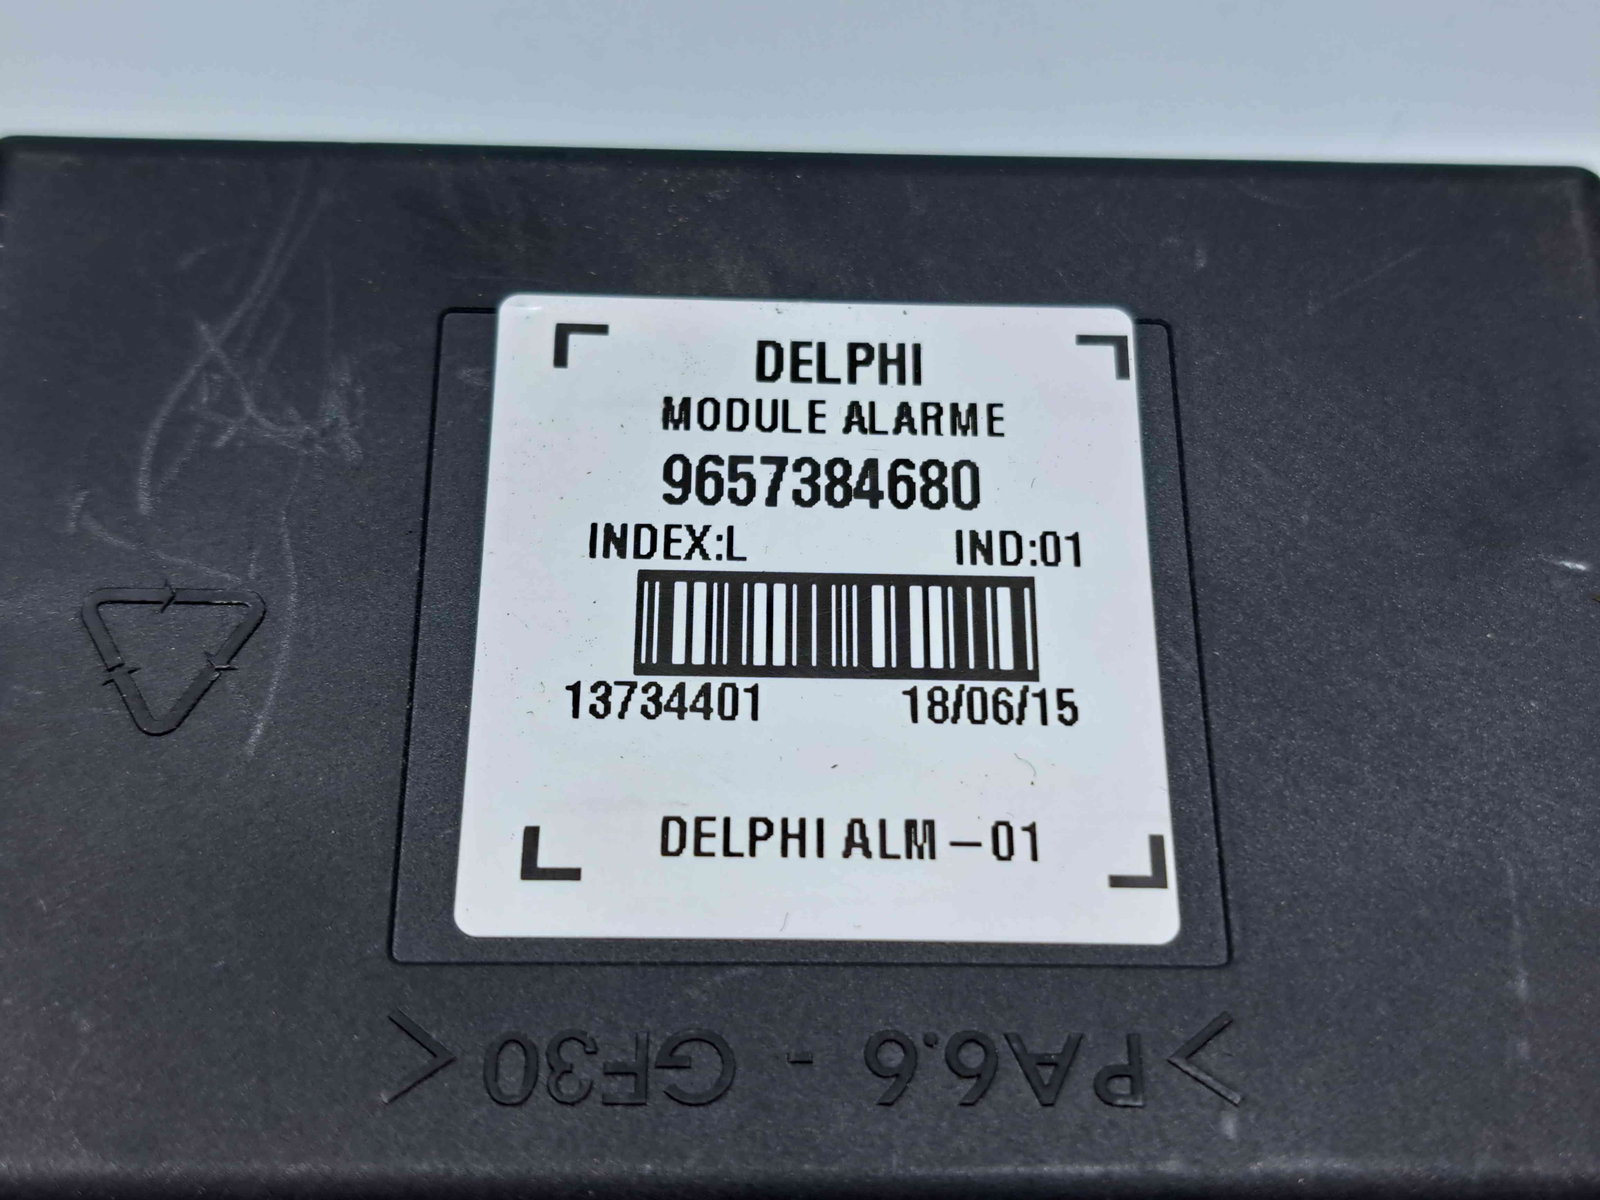 DELPHI
MODULE ALARME
9657384680
INDEX:L IND:01
13734401 18/06/15
DELPHI ALM-01
>PA6.6 - GF30<